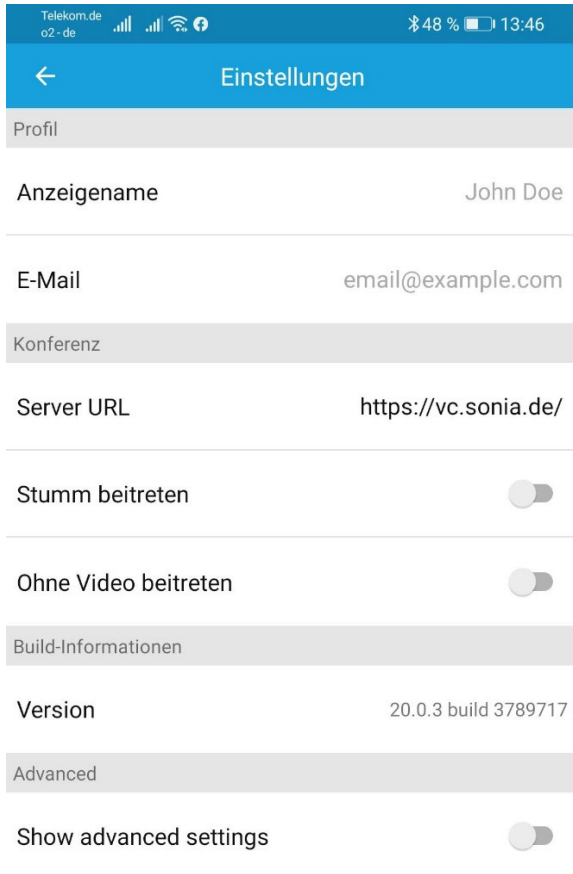 Telekom.de
o2 - de
48 % 13:46
Einstellungen
Profil
Anzeigename John Doe
E-Mail email@example.com
Konferenz
Server URL https://vc.sonia.de/
Stumm beitreten
Ohne Video beitreten
Build-Informationen
Version 20.0.3 build 3789717
Advanced
Show advanced settings